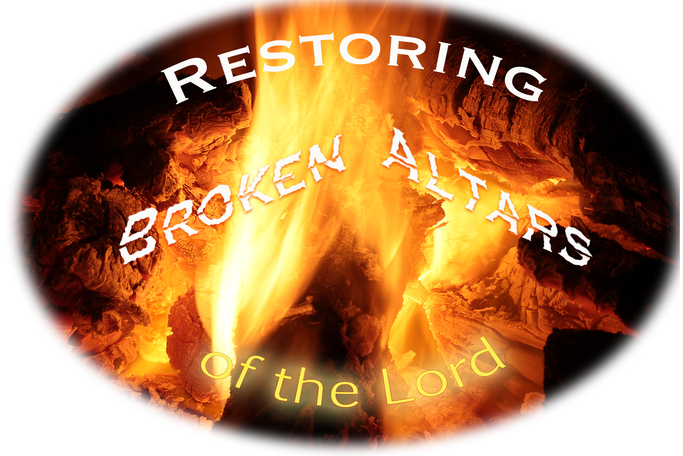 RESTORING
BROKEN ALTARS
of the Lord